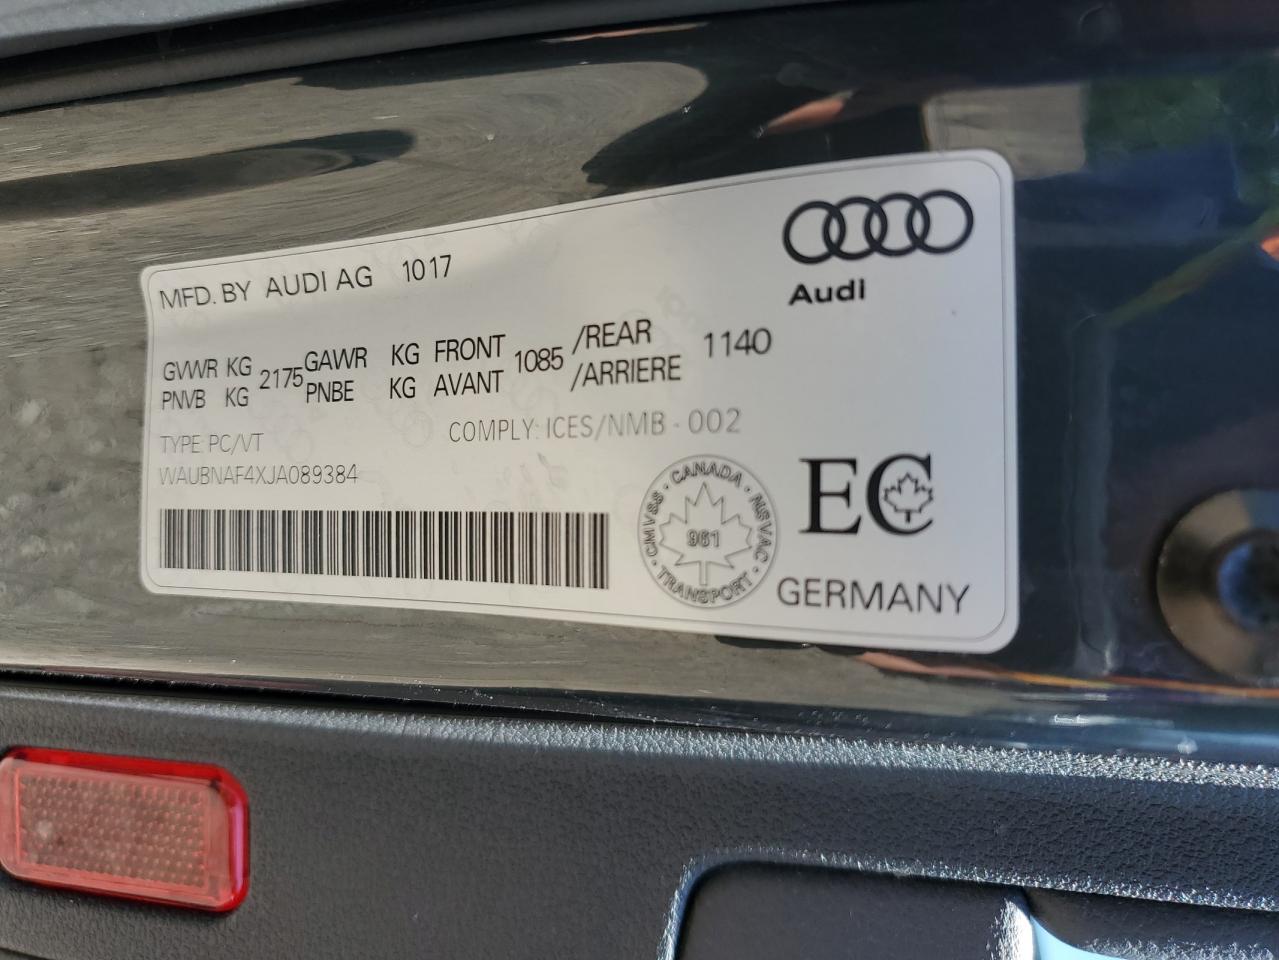 MFD. BY AUDI AG 1017
Audi
GVWR KG 2175 GAWR KG FRONT 1085 /REAR 1140
PNVB KG PNBE KG AVANT /ARRIERE
TYPE: PC/VT
COMPLY: ICES/NMB - 002
WAUBNAF4XJA089384
· CANADA · NSVAC · TRANSPORT · CMVSS
961
EC
GERMANY